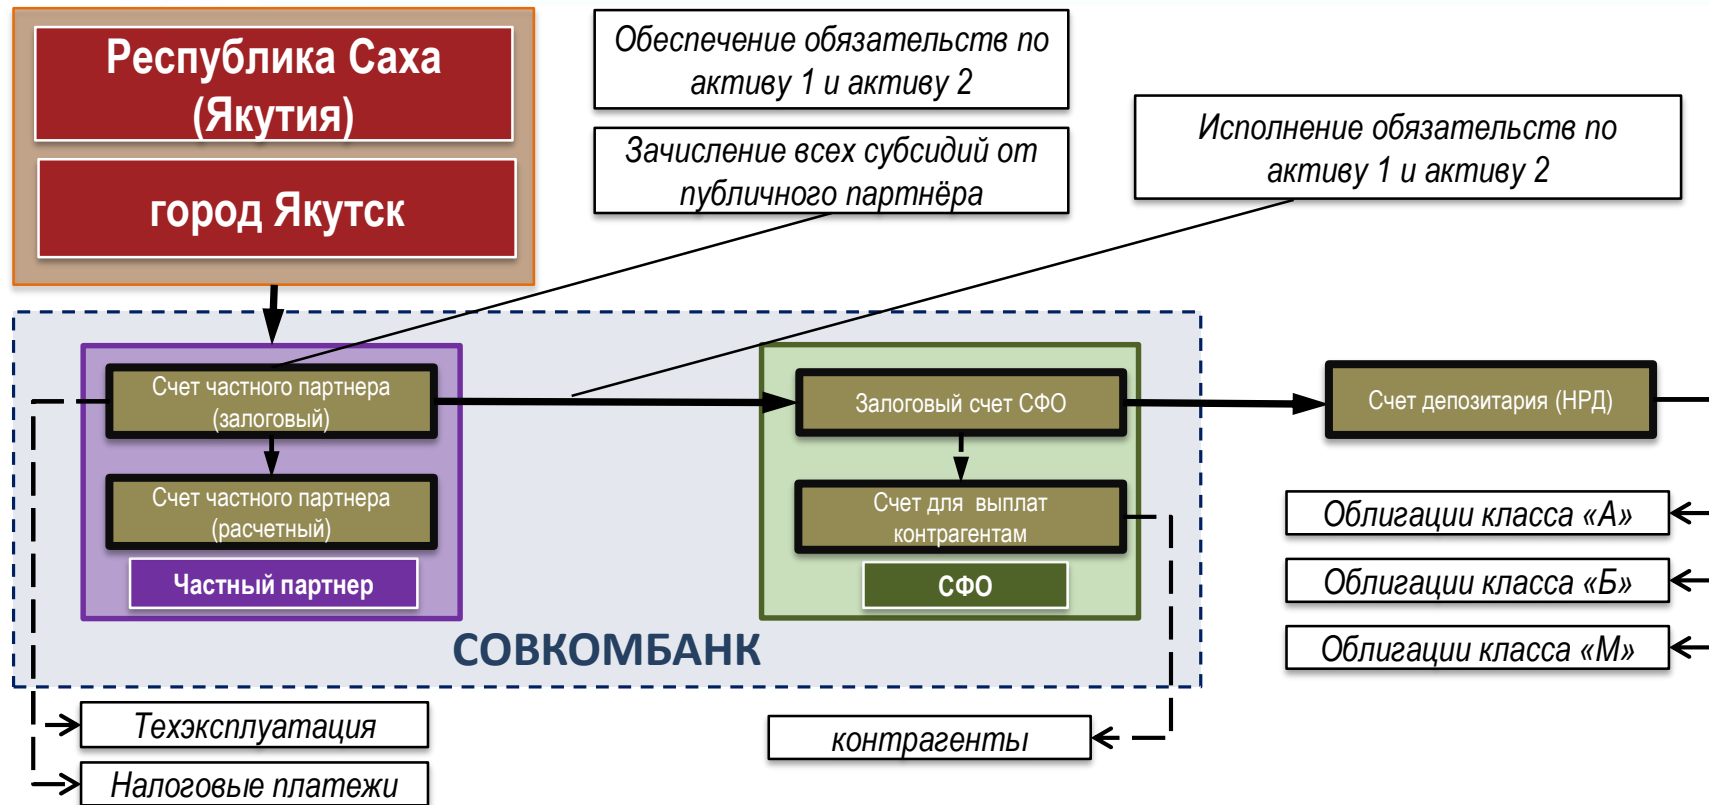 Республика Саха
(Якутия)
город Якутск
Обеспечение обязательств по
активу 1 и активу 2
Зачисление всех субсидий от
публичного партнёра
Исполнение обязательств по
активу 1 и активу 2
Счет частного партнера
(залоговый)
Счет частного партнера
(расчетный)
Частный партнер
Залоговый счет СФО
Счет для выплат
контрагентам
СФО
СОВКОМБАНК
Счет депозитария (НРД)
Облигации класса «А»
Облигации класса «Б»
Облигации класса «М»
Техэксплуатация
Налоговые платежи
контрагенты